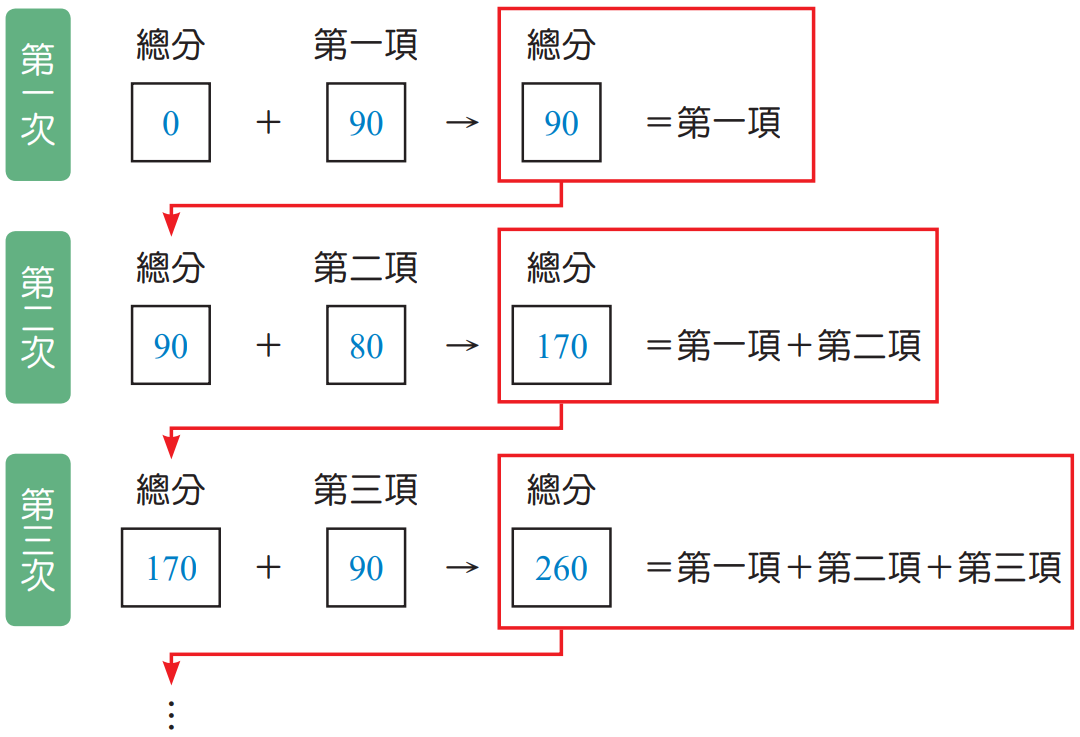 第一次
總分 第一項 總分
0 + 90 → 90 =第一項
第二次
總分 第二項 總分
90 + 80 → 170 =第一項+第二項
第三次
總分 第三項 總分
170 + 90 → 260 =第一項+第二項+第三項
⋮